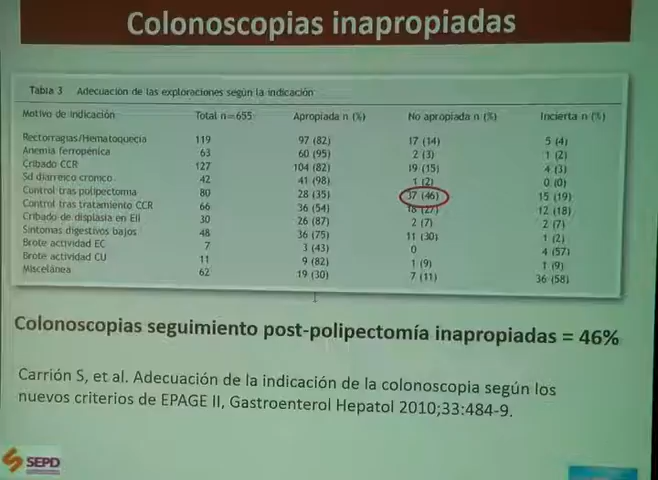 Colonoscopias inapropiadas
Tabla 3 Adecuación de las exploraciones según la indicación
Motivo de indicación Total n=655 Apropiada n (%) No apropiada n (%) Incierta n (%)
Rectorragias/Hematoquecia 119 97 (82) 17 (14) 5 (4)
Anemia ferropénica 63 60 (95) 2 (3) 1 (2)
Cribado CCR 127 104 (82) 19 (15) 4 (3)
Sd diarreico crónico 42 41 (98) 1 (2) 0 (0)
Control tras polipectomía 80 28 (35) 37 (46) 15 (19)
Control tras tratamiento CCR 66 36 (54) 18 (27) 12 (18)
Cribado de displasia en EII 30 26 (87) 2 (7) 2 (7)
Síntomas digestivos bajos 48 36 (75) 11 (30) 1 (2)
Brote actividad EC 7 3 (43) 0 4 (57)
Brote actividad CU 11 9 (82) 1 (9) 1 (9)
Miscelánea 62 19 (30) 7 (11) 36 (58)
Colonoscopias seguimiento post-polipectomía inapropiadas = 46%
Carrión S, et al. Adecuación de la indicación de la colonoscopia según los
nuevos criterios de EPAGE II, Gastroenterol Hepatol 2010;33:484-9.
SEPD